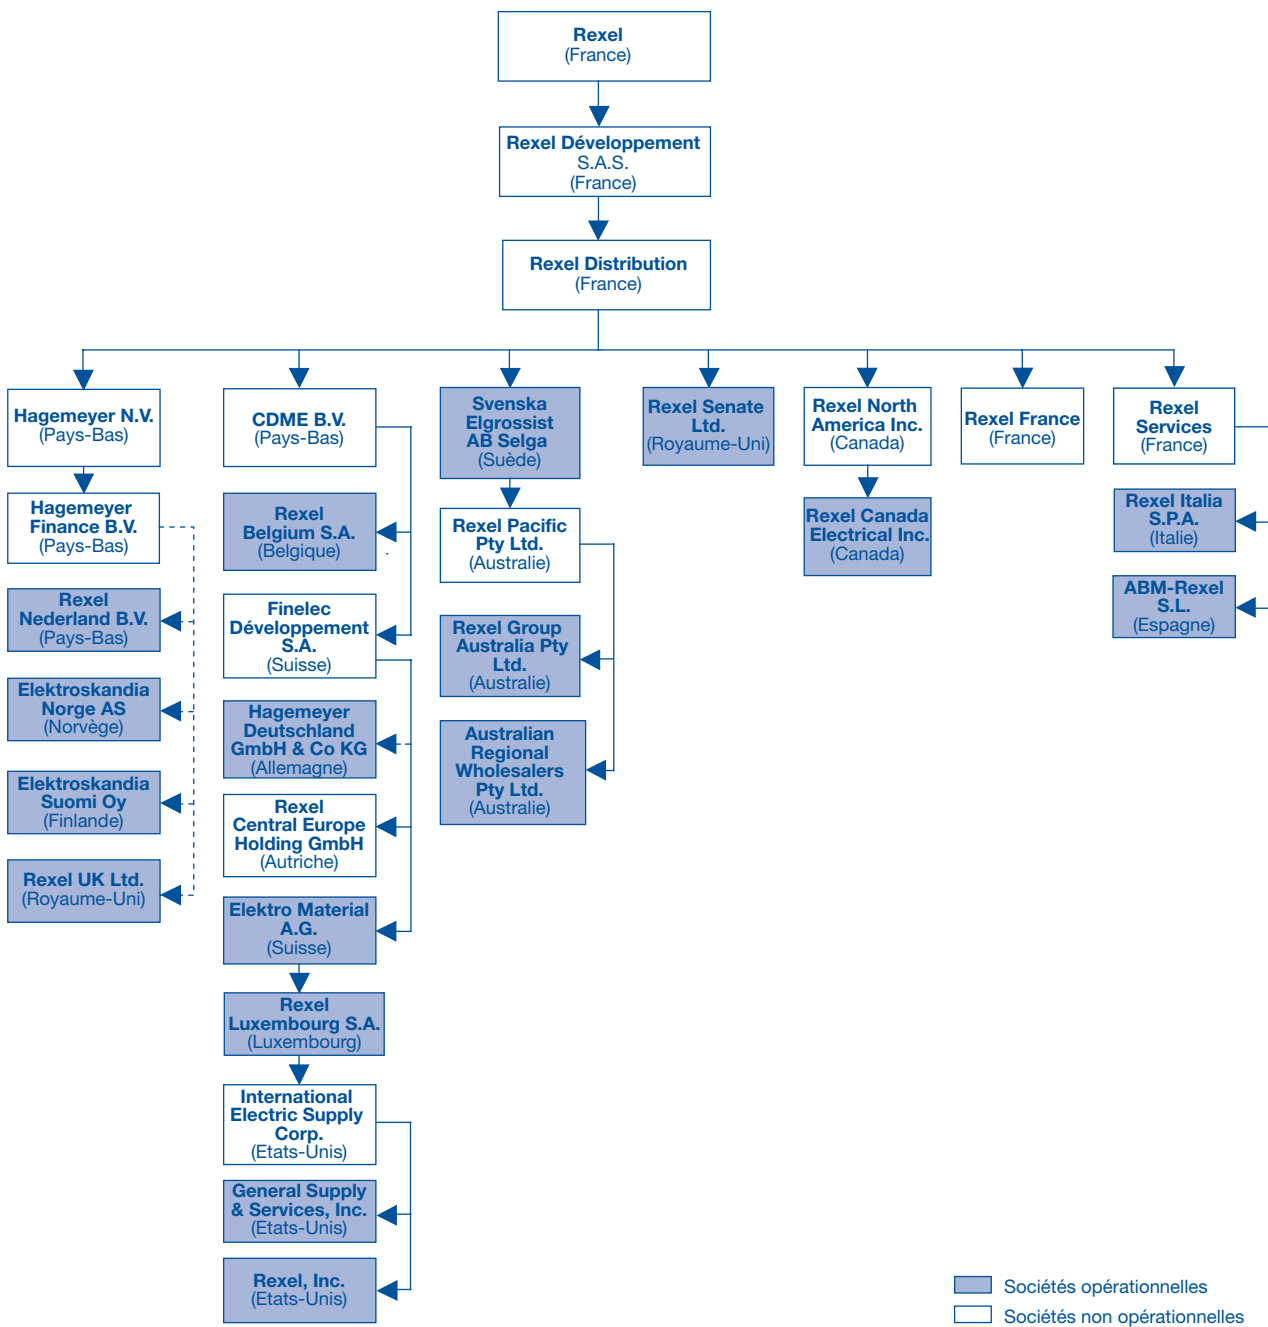 Rexel
(France)
Rexel Développement
S.A.S.
(France)
Rexel Distribution
(France)
Hagemeyer N.V.
(Pays-Bas)
Hagemeyer
Finance B.V.
(Pays-Bas)
Rexel
Nederland B.V.
(Pays-Bas)
Elektroskandia
Norge AS
(Norvège)
Elektroskandia
Suomi Oy
(Finlande)
Rexel UK Ltd.
(Royaume-Uni)
CDME B.V.
(Pays-Bas)
Rexel
Belgium S.A.
(Belgique)
Finelec
Développement
S.A.
(Suisse)
Hagemeyer
Deutschland
GmbH & Co KG
(Allemagne)
Rexel
Central Europe
Holding GmbH
(Autriche)
Elektro Material
A.G.
(Suisse)
Rexel
Luxembourg S.A.
(Luxembourg)
International
Electric Supply
Corp.
(Etats-Unis)
General Supply
& Services, Inc.
(Etats-Unis)
Rexel, Inc.
(Etats-Unis)
Svenska
Elgrossist
AB Selga
(Suède)
Rexel Pacific
Pty Ltd.
(Australie)
Rexel Group
Australia Pty
Ltd.
(Australie)
Australian
Regional
Wholesalers
Pty Ltd.
(Australie)
Rexel Senate
Ltd.
(Royaume-Uni)
Rexel North
America Inc.
(Canada)
Rexel Canada
Electrical Inc.
(Canada)
Rexel France
(France)
Rexel
Services
(France)
Rexel Italia
S.P.A.
(Italie)
ABM-Rexel
S.L.
(Espagne)
Sociétés opérationnelles
Sociétés non opérationnelles